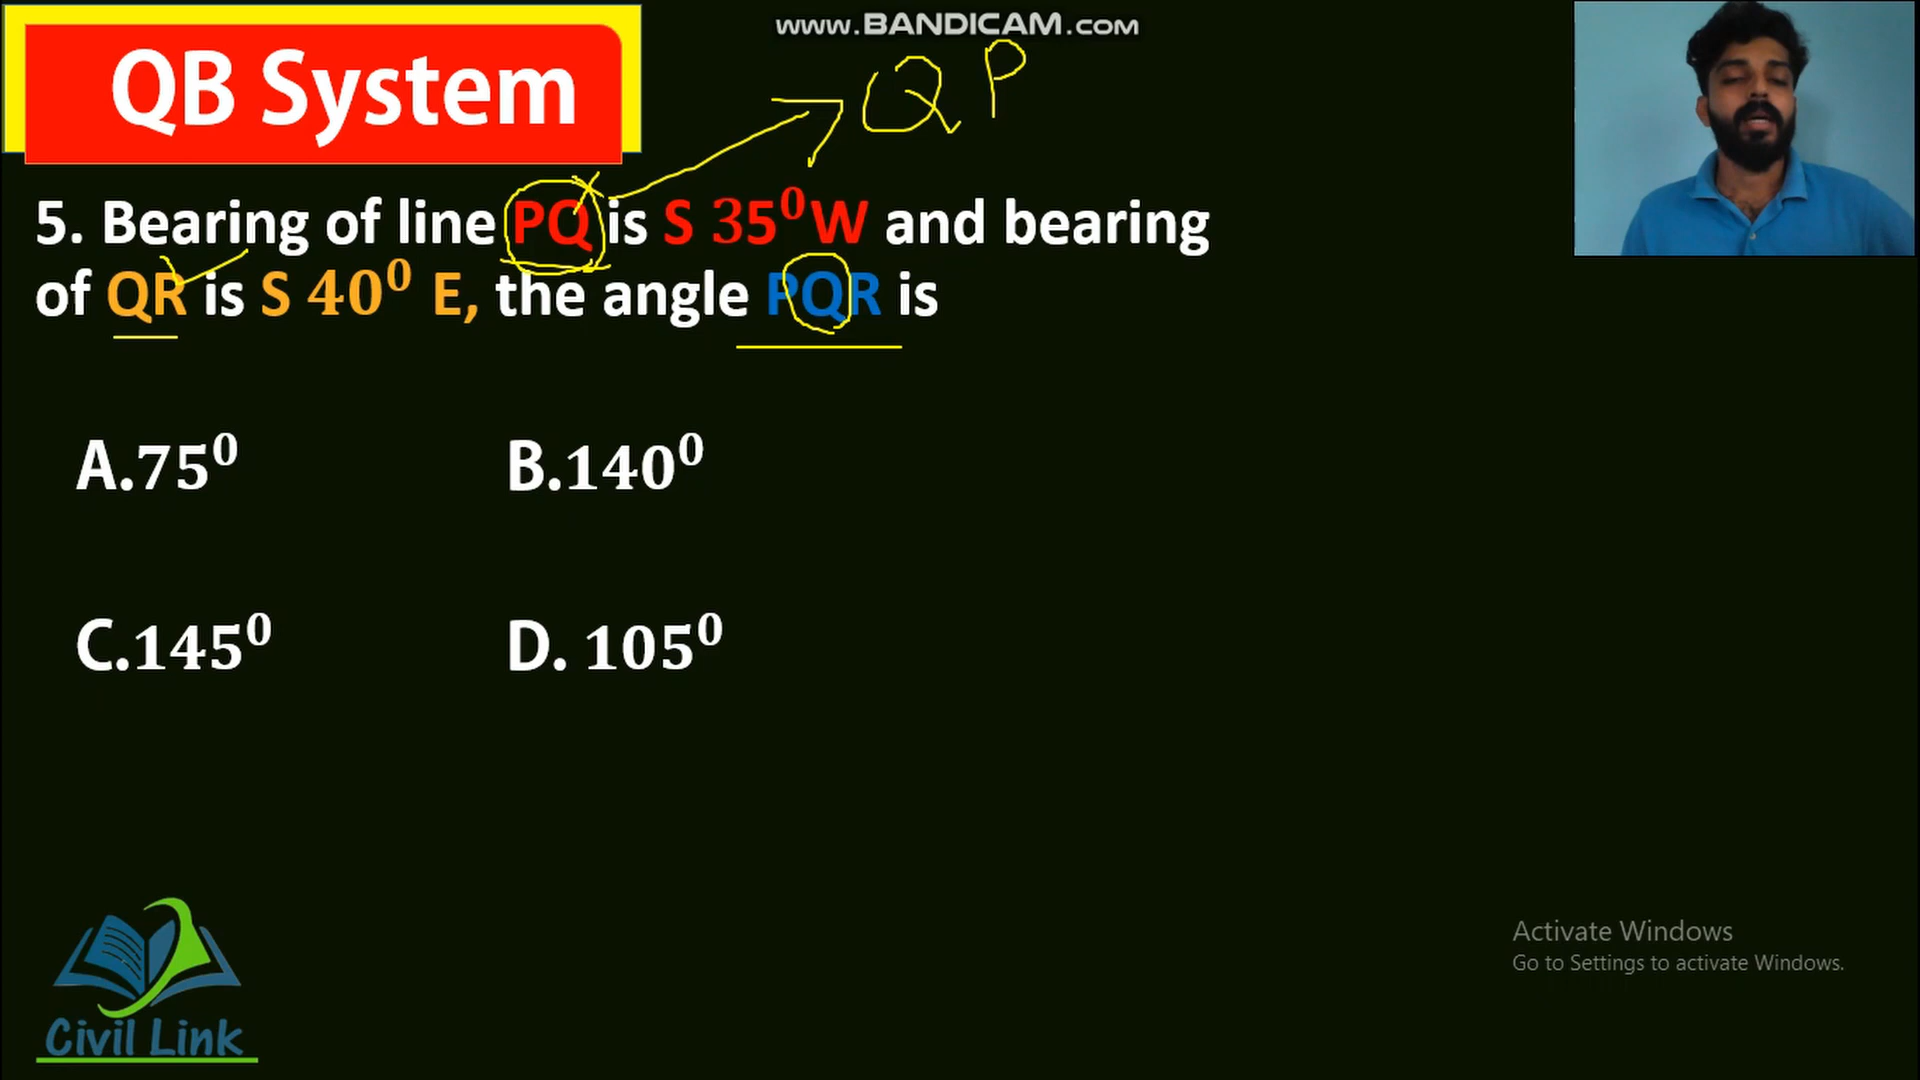 www.BANDICAM.com
QB System
Q P
5. Bearing of line PQ is S 35⁰W and bearing
of QR is S 40⁰ E, the angle PQR is
A.75⁰
B.140⁰
C.145⁰
D. 105⁰
Civil Link
Activate Windows
Go to Settings to activate Windows.